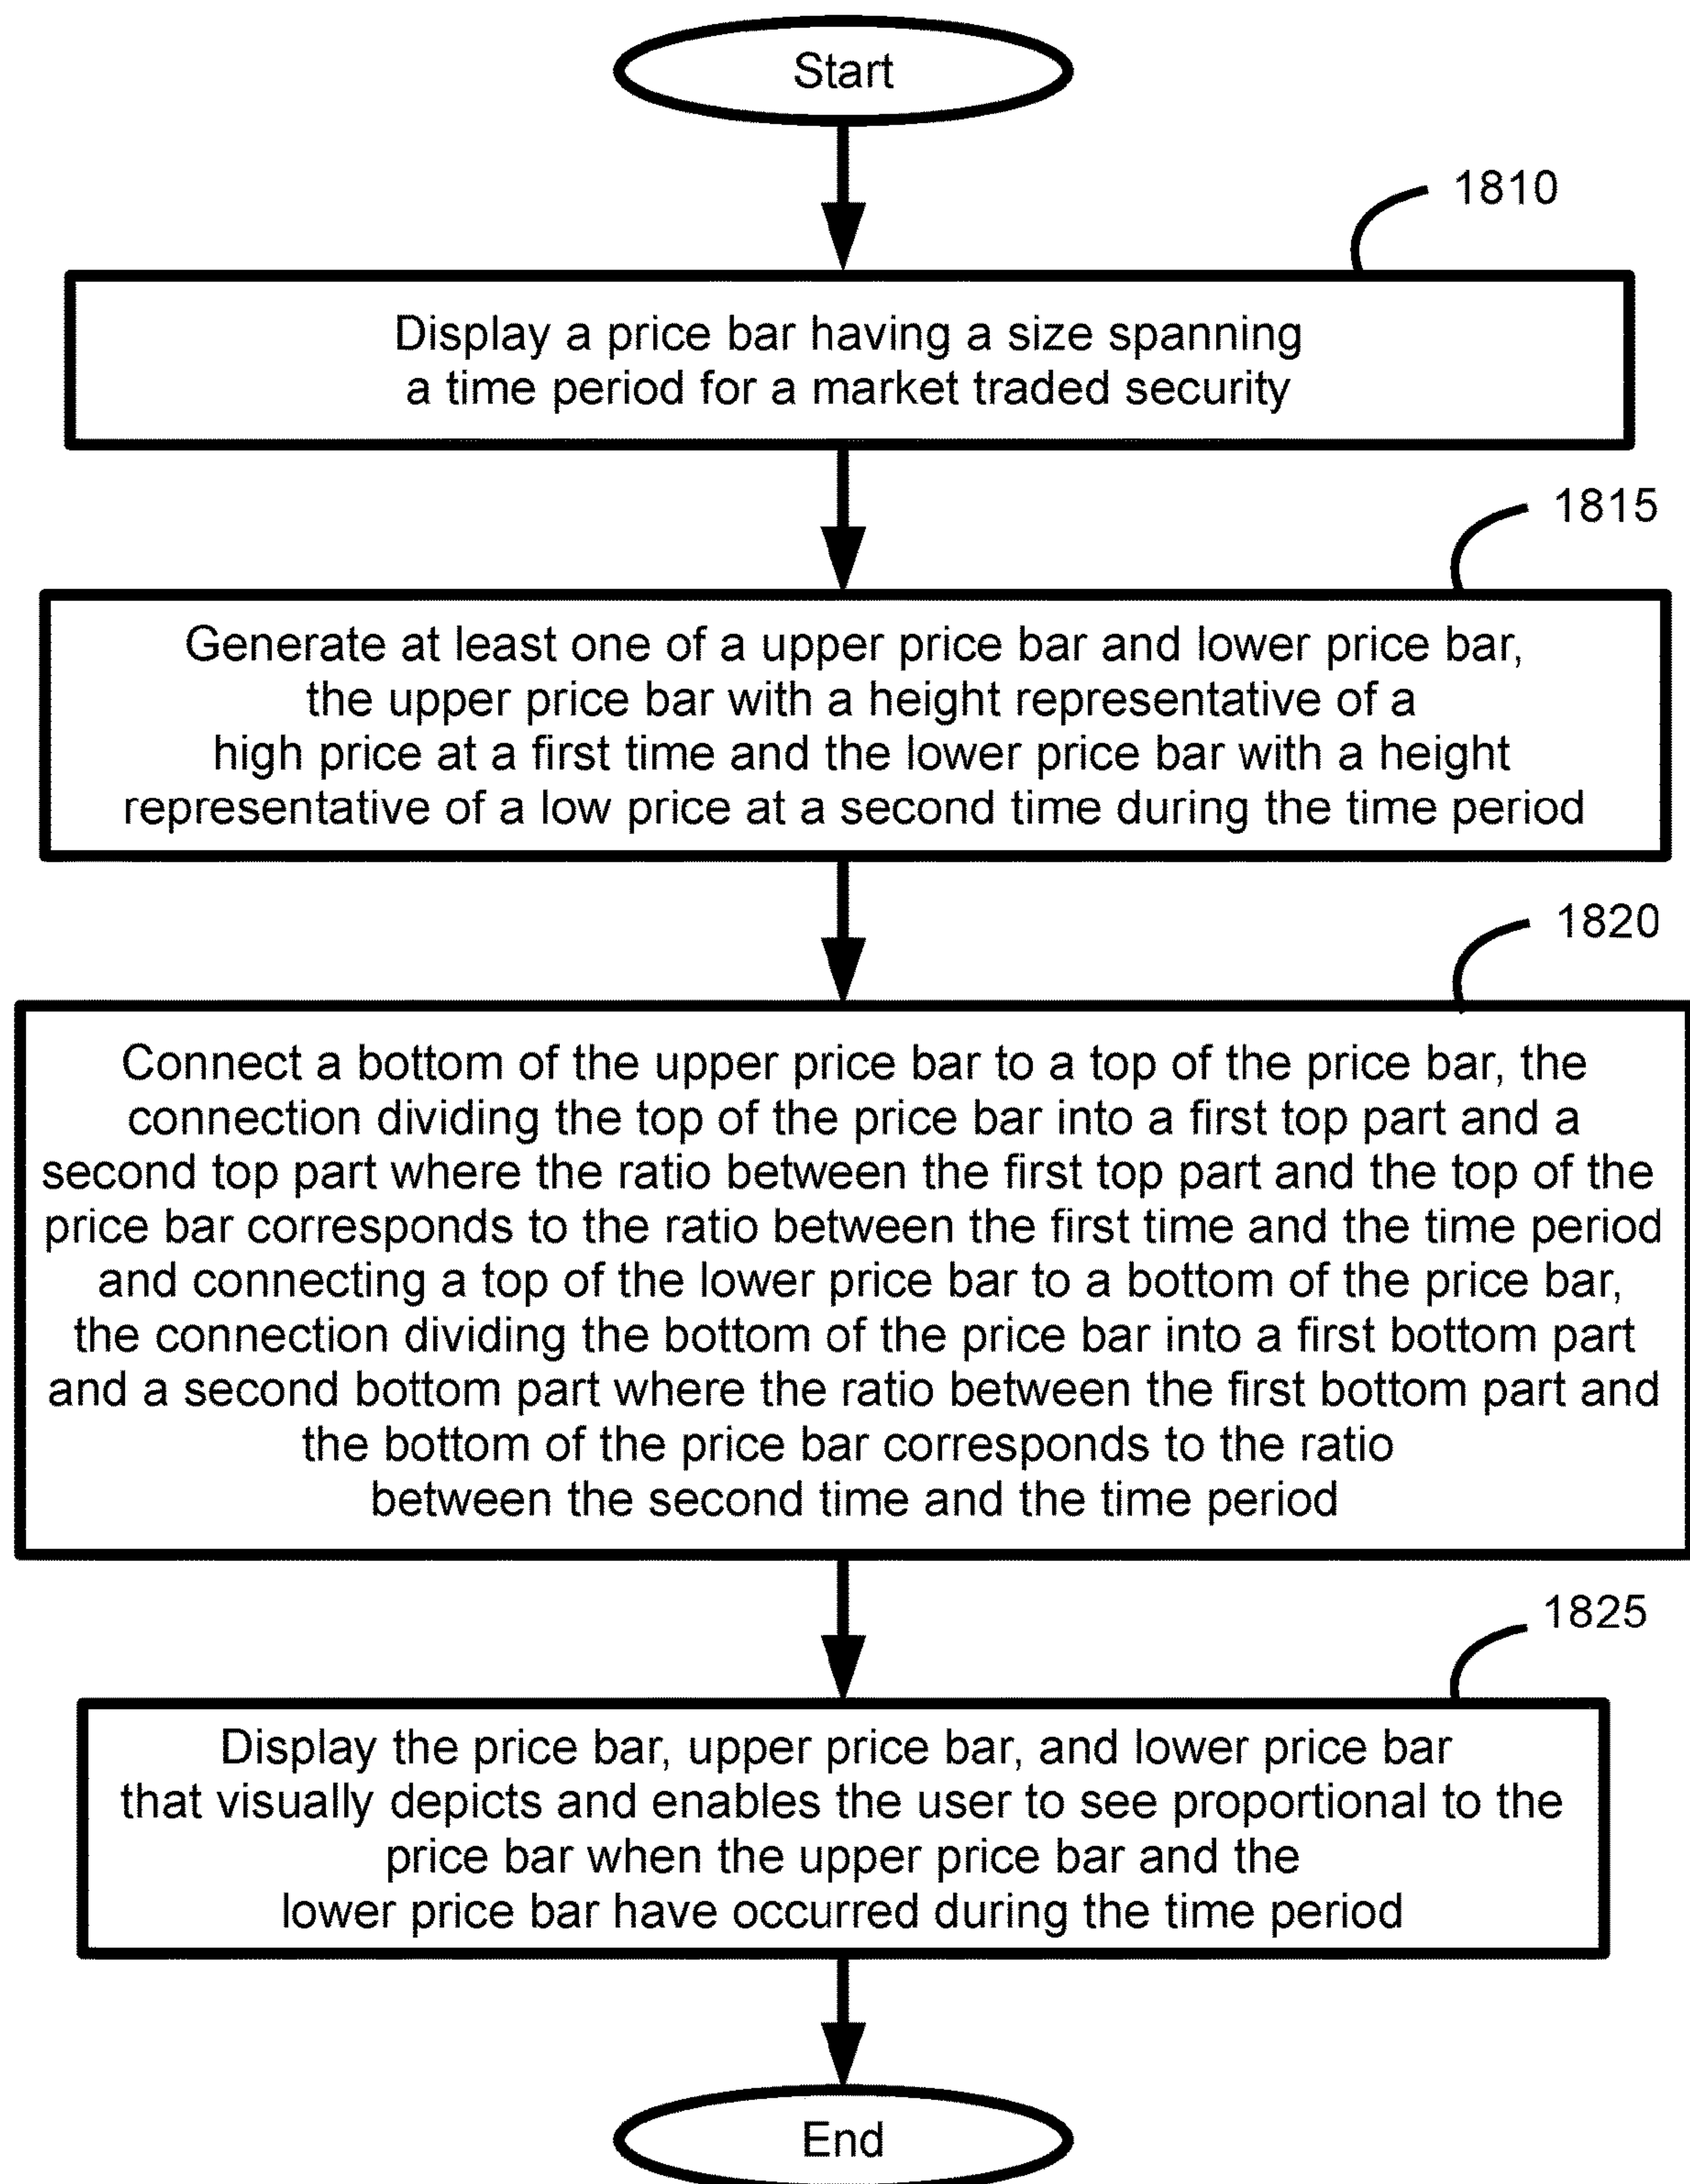 Start
1810
Display a price bar having a size spanning
a time period for a market traded security
1815
Generate at least one of a upper price bar and lower price bar,
the upper price bar with a height representative of a
high price at a first time and the lower price bar with a height
representative of a low price at a second time during the time period
1820
Connect a bottom of the upper price bar to a top of the price bar, the
connection dividing the top of the price bar into a first top part and a
second top part where the ratio between the first top part and the top of the
price bar corresponds to the ratio between the first time and the time period
and connecting a top of the lower price bar to a bottom of the price bar,
the connection dividing the bottom of the price bar into a first bottom part
and a second bottom part where the ratio between the first bottom part and
the bottom of the price bar corresponds to the ratio
between the second time and the time period
1825
Display the price bar, upper price bar, and lower price bar
that visually depicts and enables the user to see proportional to the
price bar when the upper price bar and the
lower price bar have occurred during the time period
End